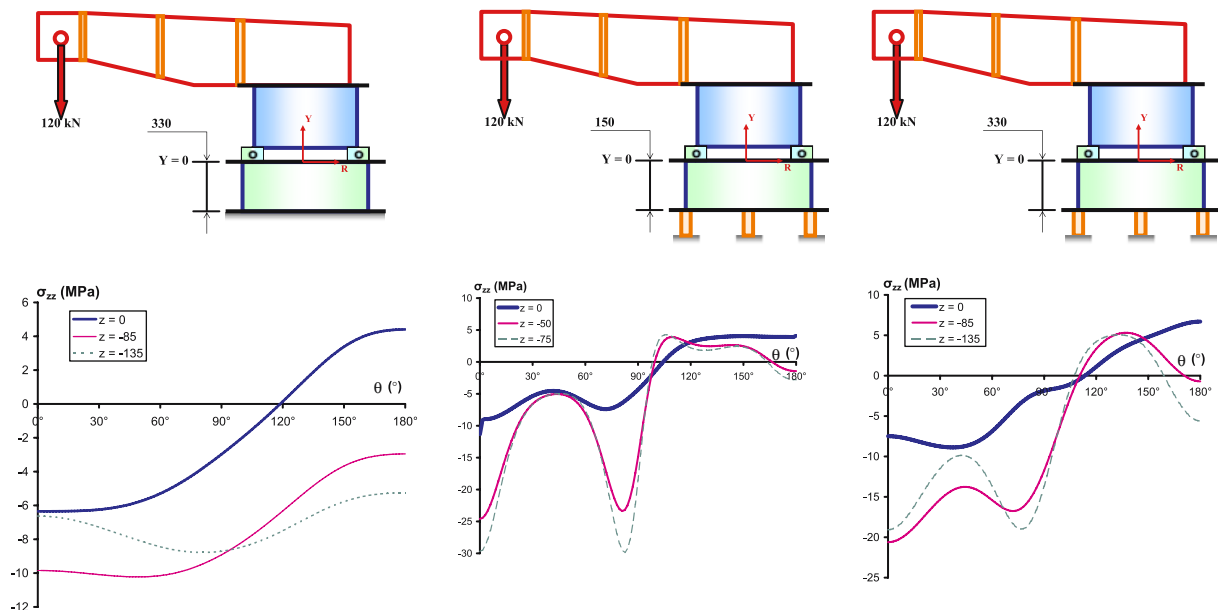 120 kN
330
Y = 0
Y
R
120 kN
150
Y = 0
Y
R
120 kN
330
Y = 0
Y
R
σzz (MPa)
6
4
2
0
-2
-4
-6
-8
-10
-12
z = 0
z = -85
z = -135
θ (°)
0° 30° 60° 90° 120° 150° 180°
σzz (MPa)
10
5
0
-5
-10
-15
-20
-25
-30
z = 0
z = -50
z = -75
θ (°)
0° 30° 60° 90° 120° 150° 180°
σzz (MPa)
10
5
0
-5
-10
-15
-20
-25
z = 0
z = -85
z = -135
θ (°)
0° 30° 60° 90° 120° 150° 180°